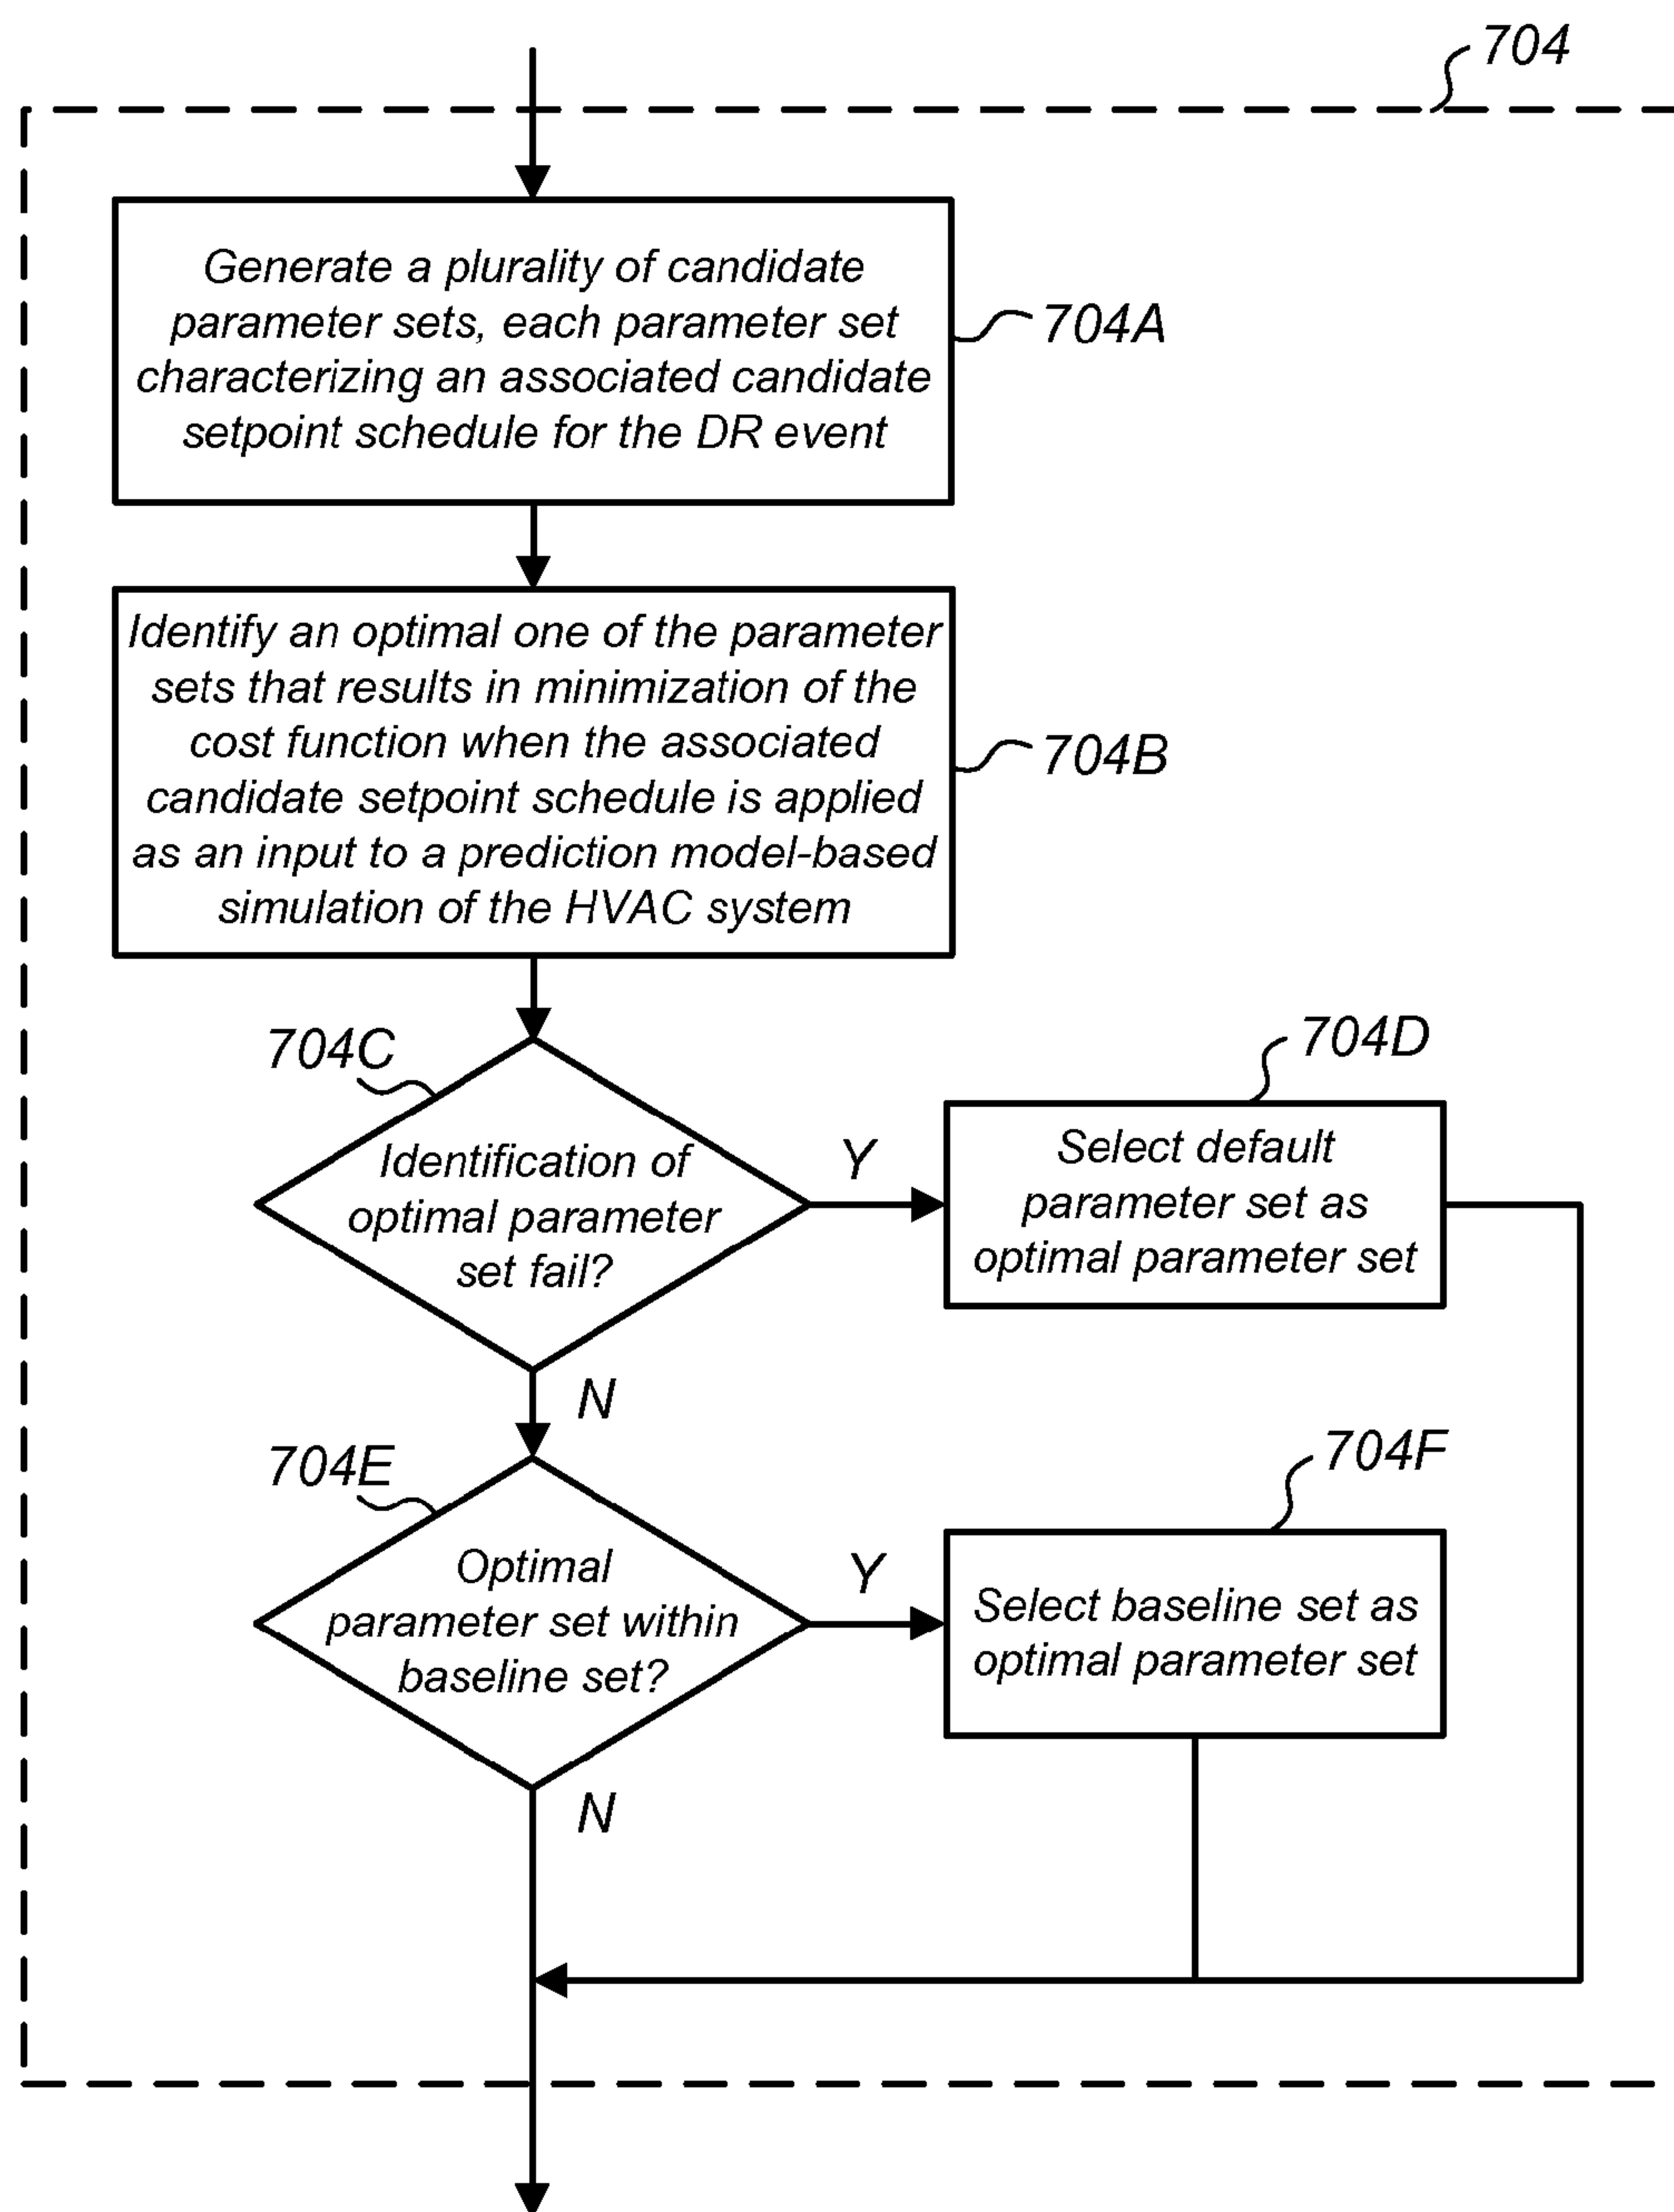 704
Generate a plurality of candidate
parameter sets, each parameter set
characterizing an associated candidate
setpoint schedule for the DR event
704A
Identify an optimal one of the parameter
sets that results in minimization of the
cost function when the associated
candidate setpoint schedule is applied
as an input to a prediction model-based
simulation of the HVAC system
704B
704C
Identification of
optimal parameter
set fail?
Y
N
704D
Select default
parameter set as
optimal parameter set
704E
Optimal
parameter set within
baseline set?
Y
N
704F
Select baseline set as
optimal parameter set